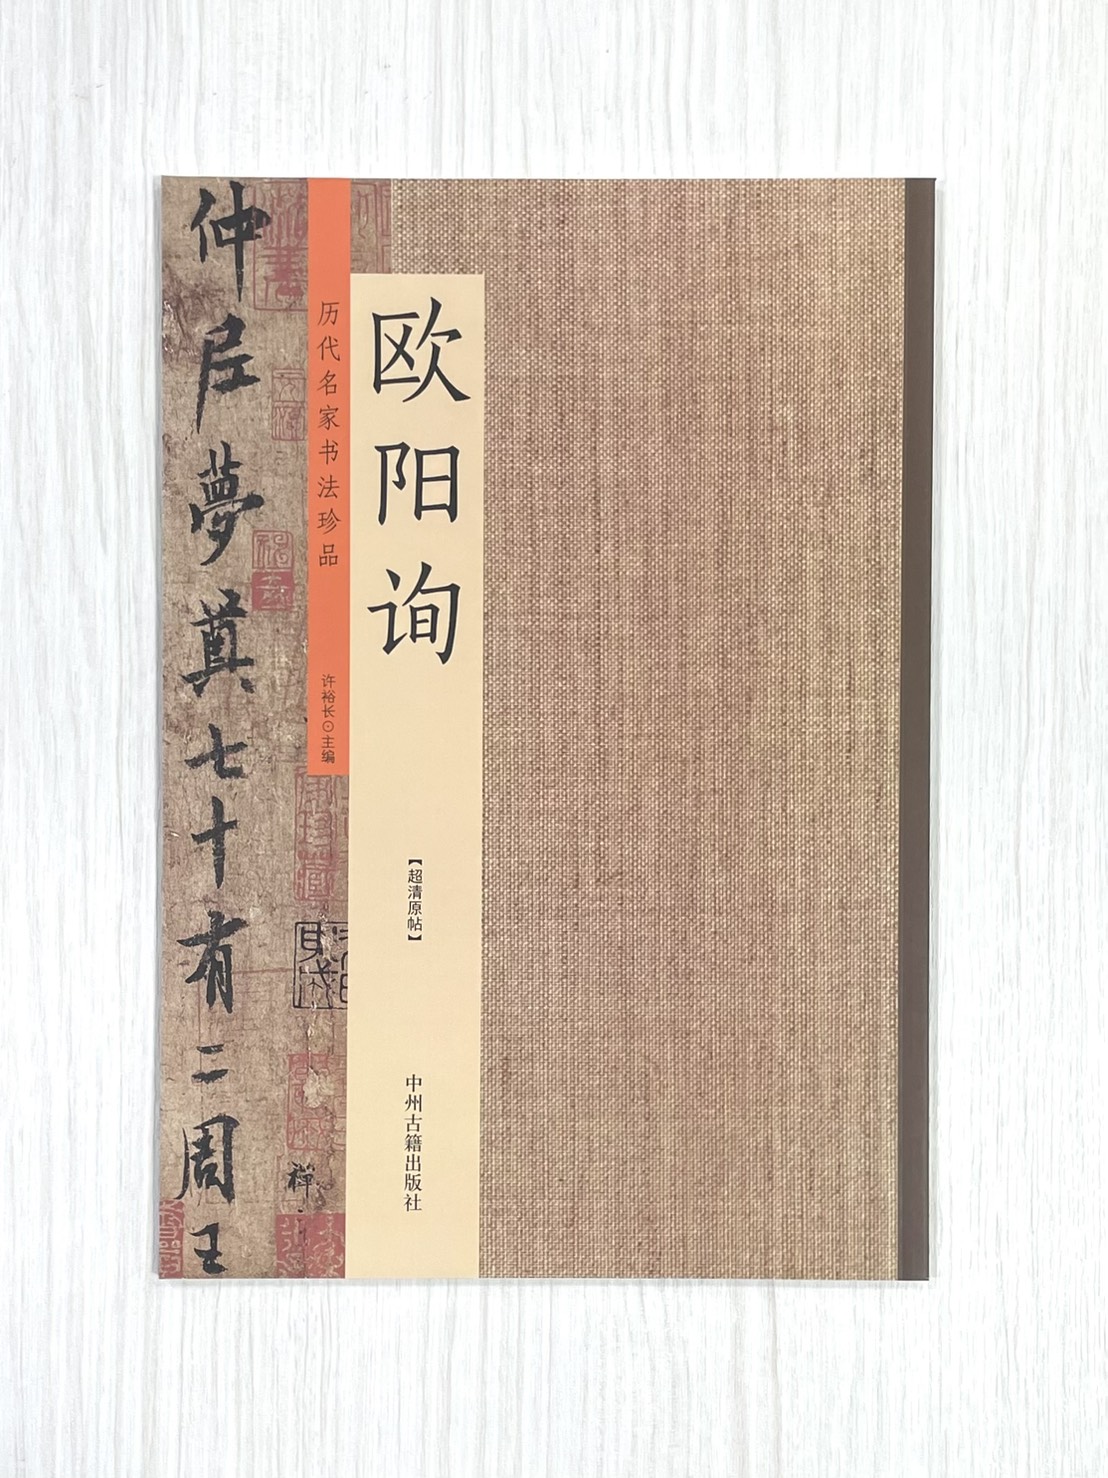 仲尼夢奠七十有二周王
历代名家书法珍品
许裕长⊙主编
欧阳询
【超清原帖】
中州古籍出版社